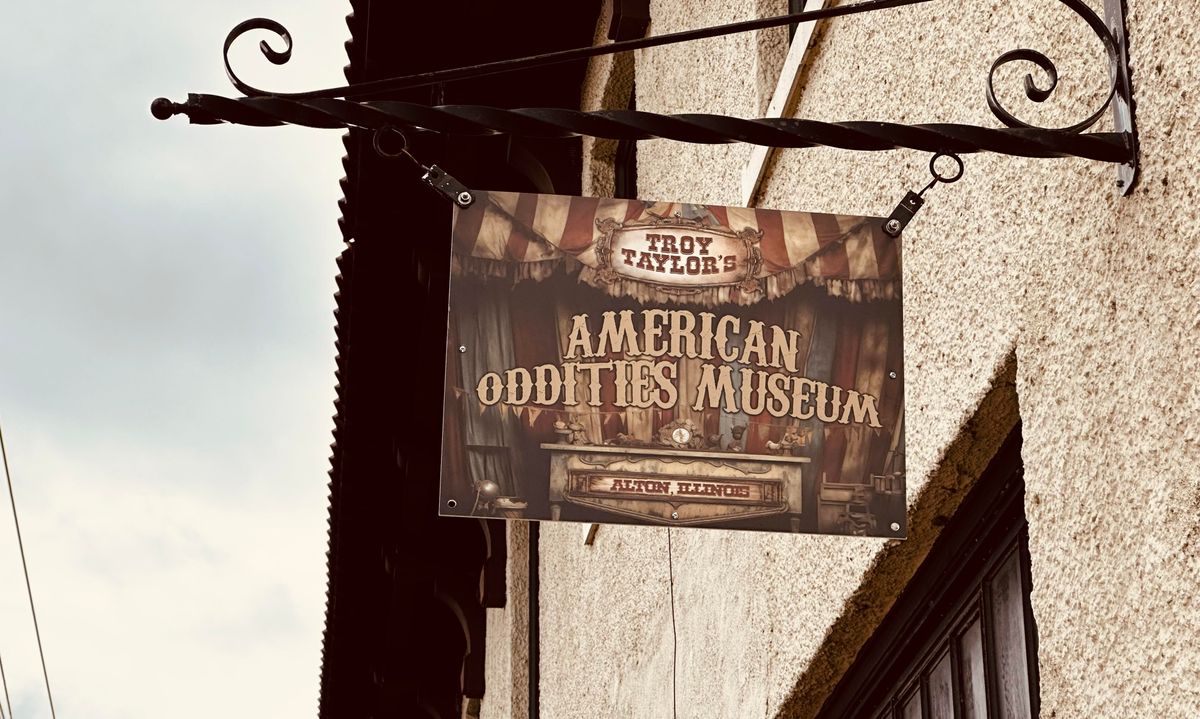 TROY
TAYLOR'S
AMERICAN
ODDITIES MUSEUM
ALTON, ILLINOIS